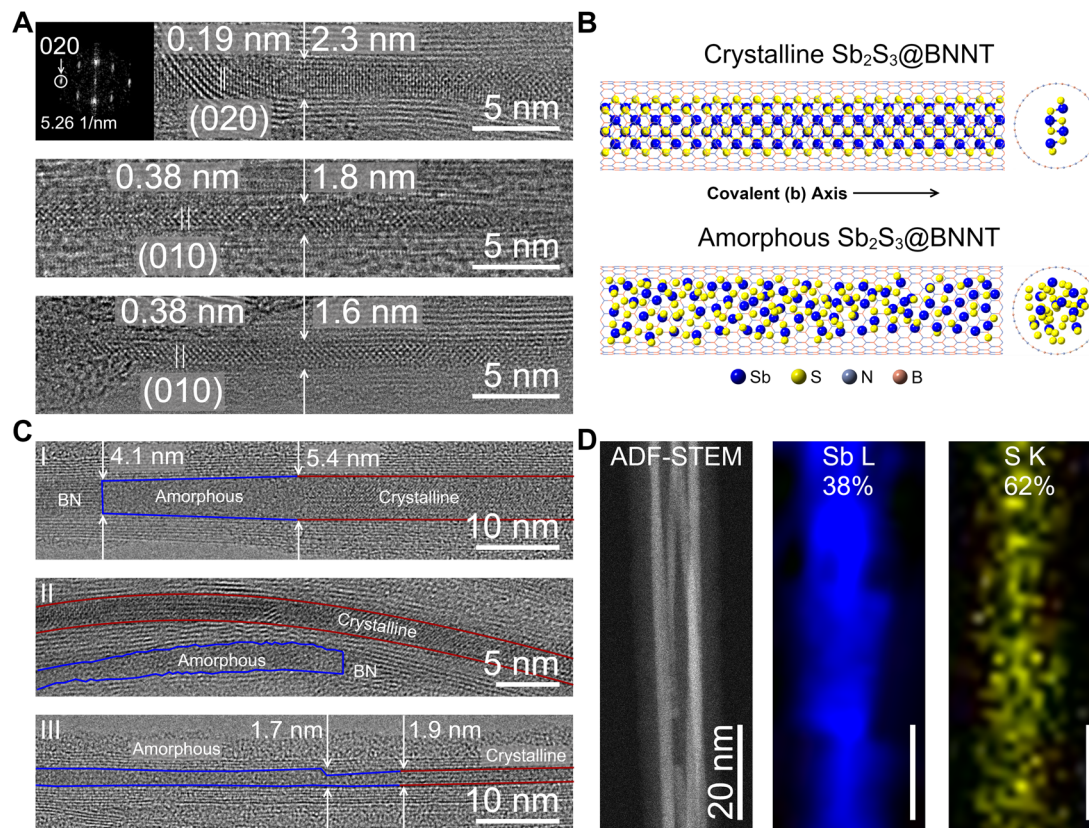 A
020
5.26 1/nm
0.19 nm
2.3 nm
(020)
5 nm
0.38 nm
1.8 nm
(010)
5 nm
0.38 nm
1.6 nm
(010)
5 nm
B
Crystalline Sb₂S₃@BNNT
Covalent (b) Axis
Amorphous Sb₂S₃@BNNT
Sb S N B
C
I
4.1 nm
5.4 nm
BN
Amorphous
Crystalline
10 nm
II
Crystalline
Amorphous
BN
5 nm
III
Amorphous
1.7 nm
1.9 nm
Crystalline
10 nm
D
ADF-STEM
20 nm
Sb L
38%
S K
62%